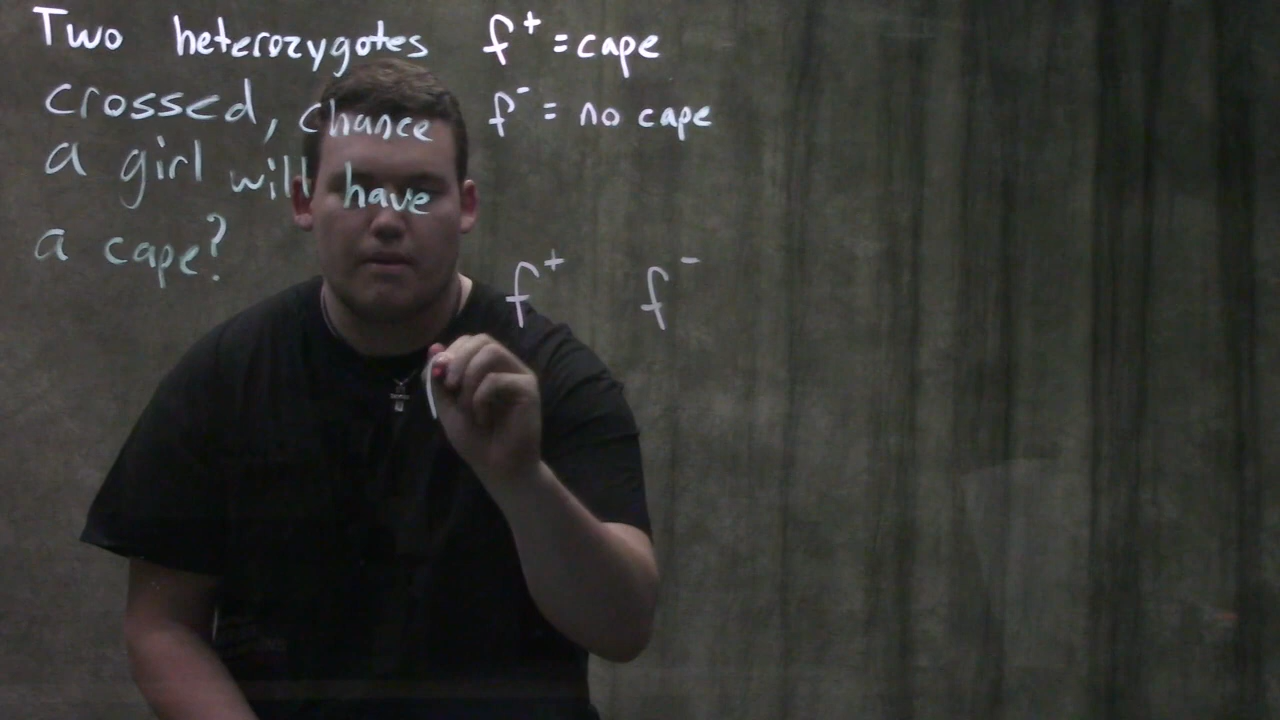 Two heterozygotes f⁺ = cape
crossed, chance f⁻ = no cape
a girl will have
a cape?
f⁺ f⁻